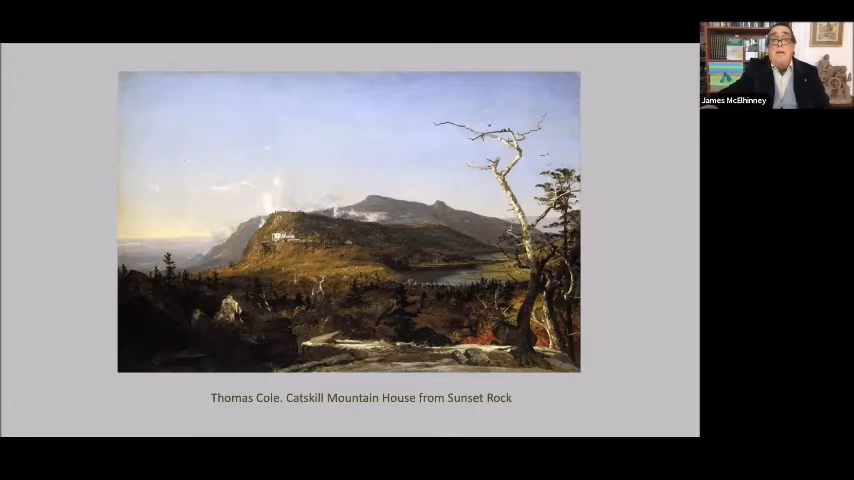 James McElhinney
Thomas Cole. Catskill Mountain House from Sunset Rock